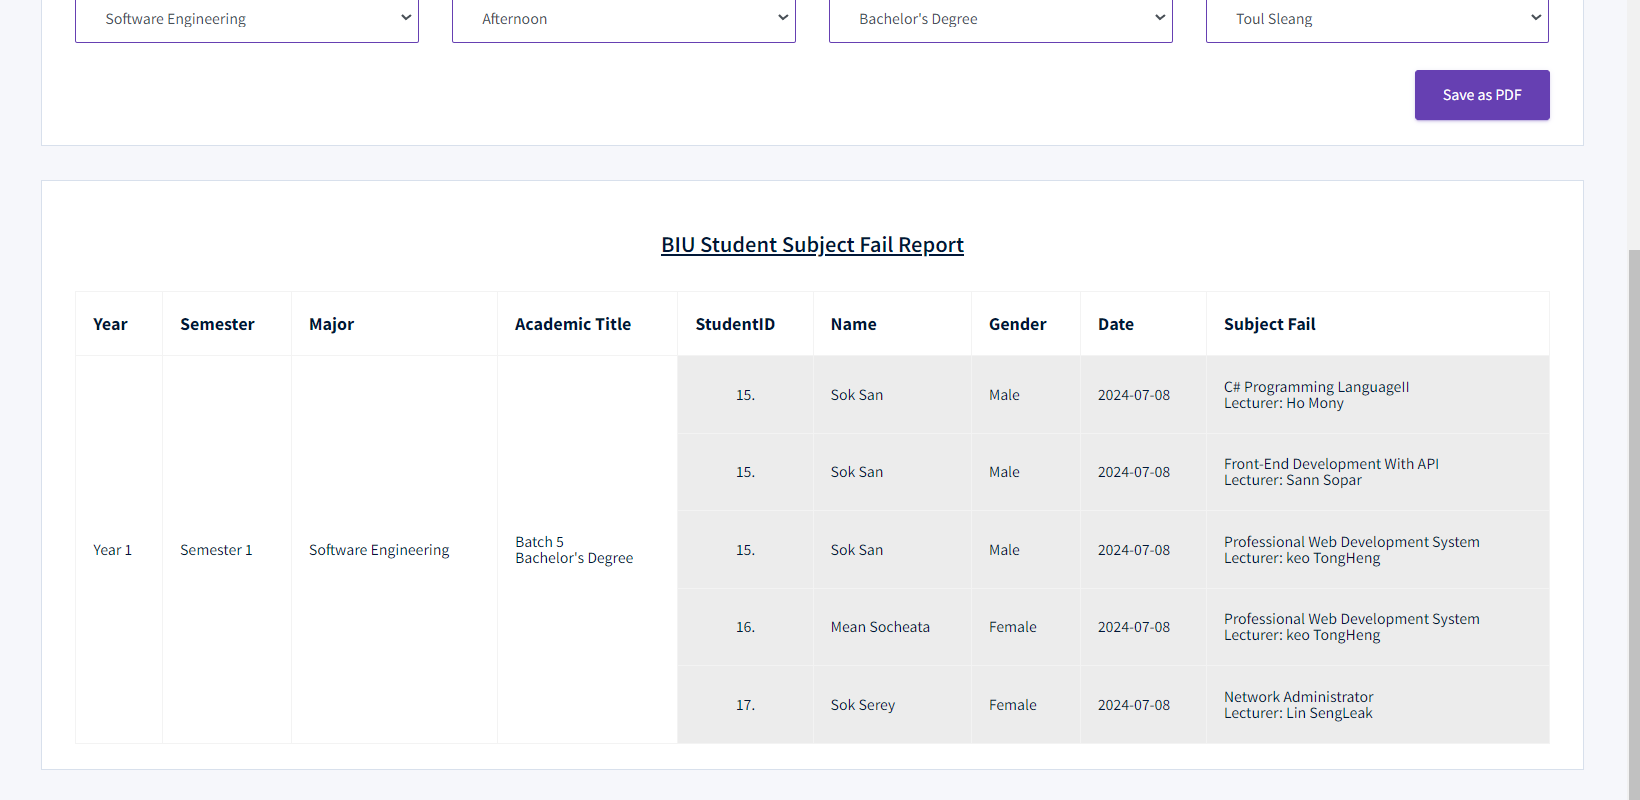 Software Engineering
Afternoon
Bachelor's Degree
Toul Sleang
Save as PDF
BIU Student Subject Fail Report
Year Semester Major Academic Title StudentID Name Gender Date Subject Fail
15. Sok San Male 2024-07-08 C# Programming LanguageII
Lecturer: Ho Mony
15. Sok San Male 2024-07-08 Front-End Development With API
Lecturer: Sann Sopar
Year 1 Semester 1 Software Engineering Batch 5
Bachelor's Degree
15. Sok San Male 2024-07-08 Professional Web Development System
Lecturer: keo TongHeng
16. Mean Socheata Female 2024-07-08 Professional Web Development System
Lecturer: keo TongHeng
17. Sok Serey Female 2024-07-08 Network Administrator
Lecturer: Lin SengLeak